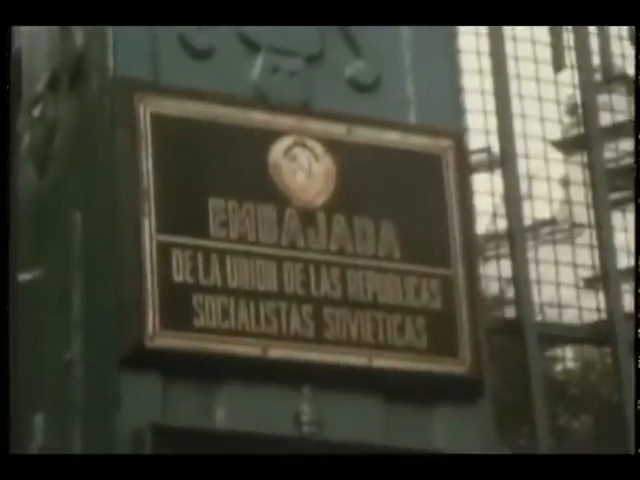 EMBAJADA
DE LA UNION DE LAS REPUBLICAS
SOCIALISTAS SOVIETICAS